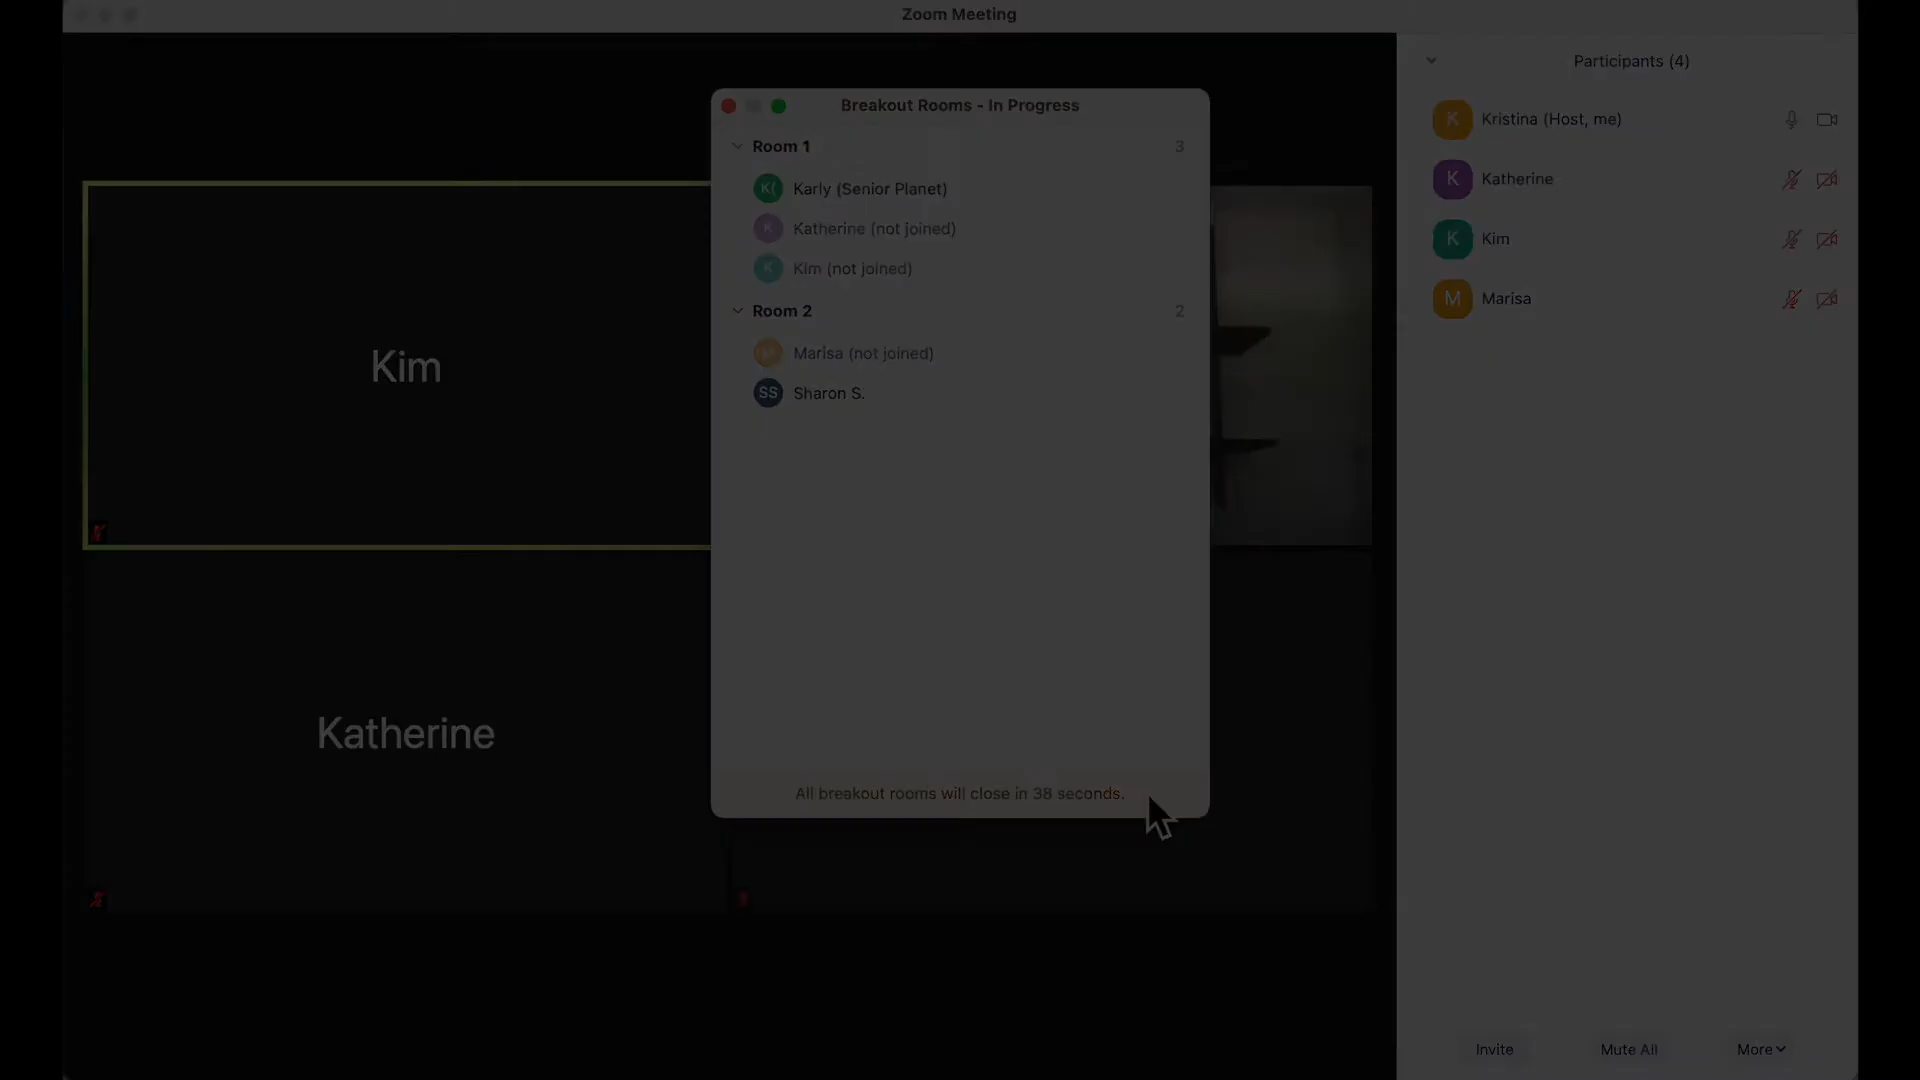 Zoom Meeting
Participants (4)
K
Kristina (Host, me)
K
Katherine
K
Kim
M
Marisa
Breakout Rooms - In Progress
Room 1
3
K(
Karly (Senior Planet)
K
Katherine (not joined)
K
Kim (not joined)
Room 2
2
M
Marisa (not joined)
SS
Sharon S.
Kim
Katherine
All breakout rooms will close in 38 seconds.
Invite
Mute All
More